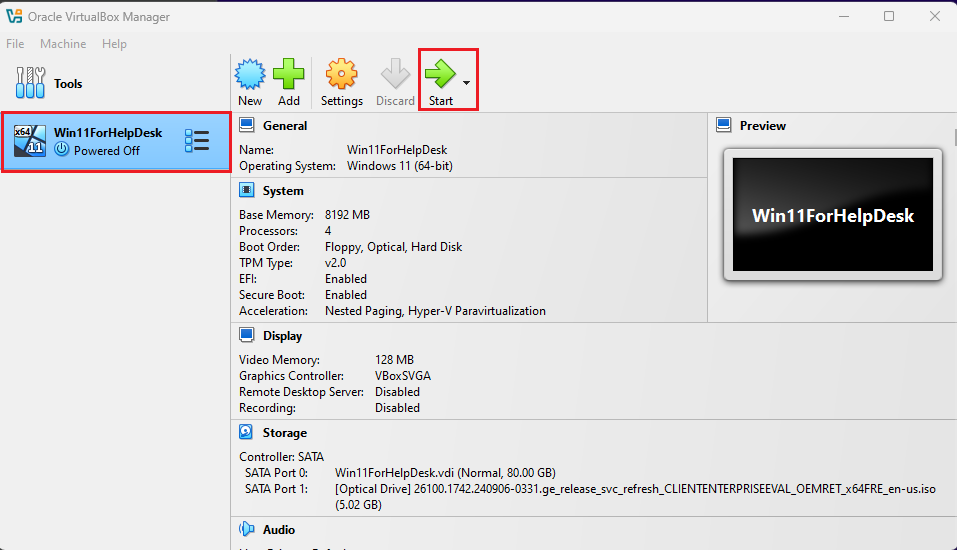 Oracle VirtualBox Manager
File Machine Help
Tools
New Add Settings Discard Start
x64
11
Win11ForHelpDesk
Powered Off
General
Name: Win11ForHelpDesk
Operating System: Windows 11 (64-bit)
Preview
Win11ForHelpDesk
System
Base Memory: 8192 MB
Processors: 4
Boot Order: Floppy, Optical, Hard Disk
TPM Type: v2.0
EFI: Enabled
Secure Boot: Enabled
Acceleration: Nested Paging, Hyper-V Paravirtualization
Display
Video Memory: 128 MB
Graphics Controller: VBoxSVGA
Remote Desktop Server: Disabled
Recording: Disabled
Storage
Controller: SATA
SATA Port 0: Win11ForHelpDesk.vdi (Normal, 80.00 GB)
SATA Port 1: [Optical Drive] 26100.1742.240906-0331.ge_release_svc_refresh_CLIENTENTERPRISEEVAL_OEMRET_x64FRE_en-us.iso
(5.02 GB)
Audio